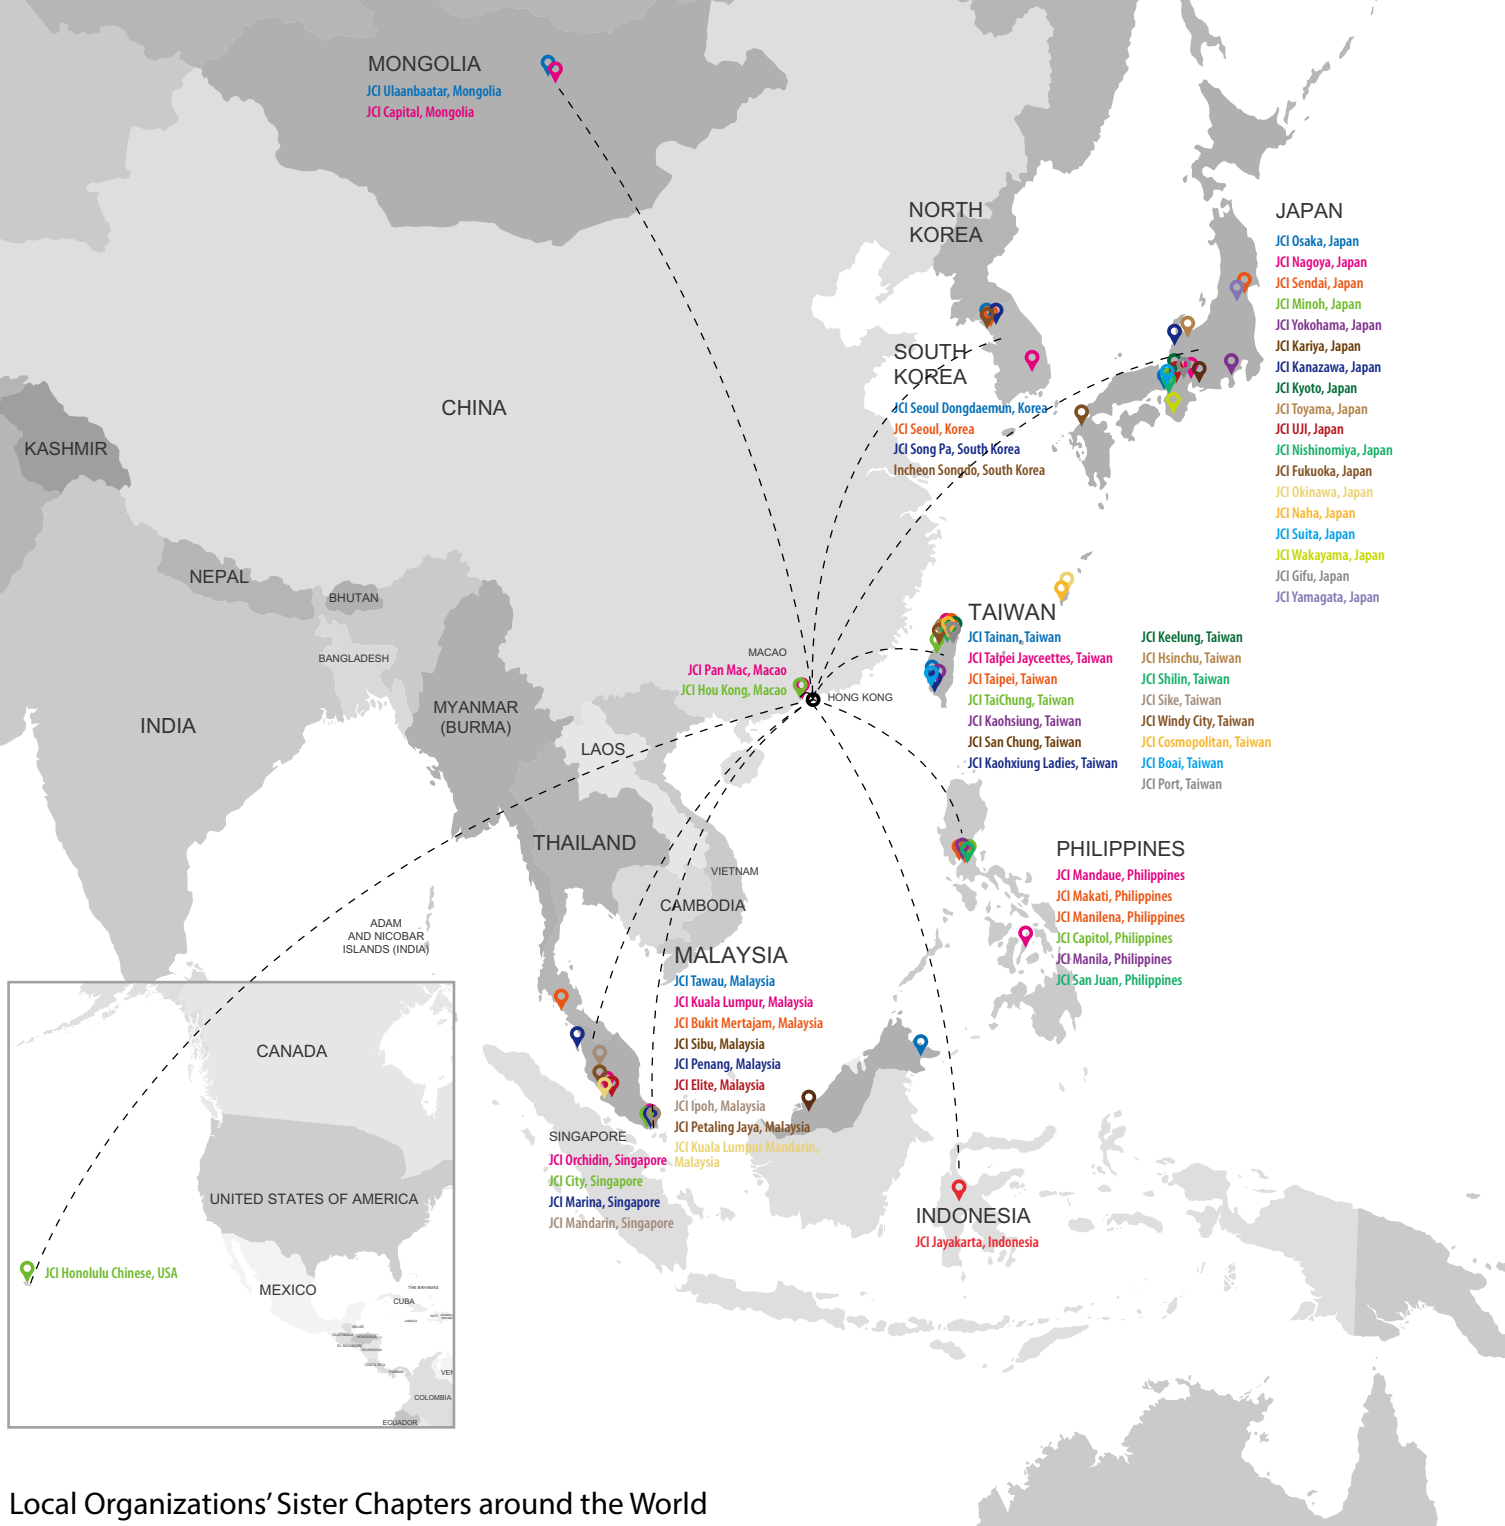 MONGOLIA
JCI Ulaanbaatar, Mongolia
JCI Capital, Mongolia
NORTH
KOREA
JAPAN
JCI Osaka, Japan
JCI Nagoya, Japan
JCI Sendai, Japan
JCI Minoh, Japan
JCI Yokohama, Japan
JCI Kariya, Japan
JCI Kanazawa, Japan
JCI Kyoto, Japan
JCI Toyama, Japan
JCI UJI, Japan
JCI Nishinomiya, Japan
JCI Fukuoka, Japan
JCI Okinawa, Japan
JCI Naha, Japan
JCI Suita, Japan
JCI Wakayama, Japan
JCI Gifu, Japan
JCI Yamagata, Japan
SOUTH
KOREA
JCI Seoul Dongdaemun, Korea
JCI Seoul, Korea
JCI Song Pa, South Korea
Incheon Songdo, South Korea
CHINA
KASHMIR
NEPAL
BHUTAN
BANGLADESH
INDIA
MYANMAR
(BURMA)
LAOS
THAILAND
VIETNAM
CAMBODIA
MACAO
JCI Pan Mac, Macao
JCI Hou Kong, Macao
HONG KONG
TAIWAN
JCI Tainan, Taiwan
JCI Taipei Jayceettes, Taiwan
JCI Taipei, Taiwan
JCI TaiChung, Taiwan
JCI Kaohsiung, Taiwan
JCI San Chung, Taiwan
JCI Kaohxiung Ladies, Taiwan
JCI Keelung, Taiwan
JCI Hsinchu, Taiwan
JCI Shilin, Taiwan
JCI Sike, Taiwan
JCI Windy City, Taiwan
JCI Cosmopolitan, Taiwan
JCI Boai, Taiwan
JCI Port, Taiwan
PHILIPPINES
JCI Mandaue, Philippines
JCI Makati, Philippines
JCI Manilena, Philippines
JCI Capitol, Philippines
JCI Manila, Philippines
JCI San Juan, Philippines
ADAM
AND NICOBAR
ISLANDS (INDIA)
MALAYSIA
JCI Tawau, Malaysia
JCI Kuala Lumpur, Malaysia
JCI Bukit Mertajam, Malaysia
JCI Sibu, Malaysia
JCI Penang, Malaysia
JCI Elite, Malaysia
JCI Ipoh, Malaysia
JCI Petaling Jaya, Malaysia
JCI Kuala Lumpur Mandarin,
Malaysia
SINGAPORE
JCI Orchidin, Singapore
JCI City, Singapore
JCI Marina, Singapore
JCI Mandarin, Singapore
INDONESIA
JCI Jayakarta, Indonesia
CANADA
UNITED STATES OF AMERICA
JCI Honolulu Chinese, USA
MEXICO
THE BAHAMAS
CUBA
VEN
COLOMBIA
ECUADOR
Local Organizations' Sister Chapters around the World